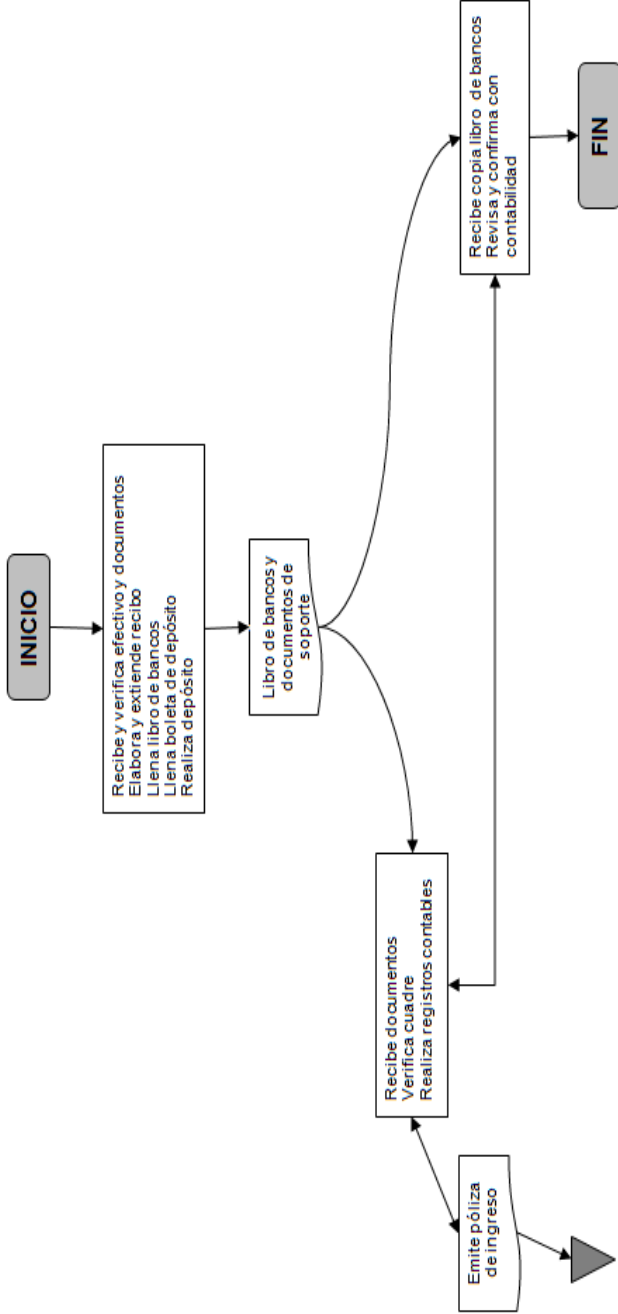 INICIO
Recibe y verifica efectivo y documentos
Elabora y extiende recibo
Llena libro de bancos
Llena boleta de depósito
Realiza depósito
Libro de bancos y
documentos de
soporte
Recibe documentos
Verifica cuadre
Realiza registros contables
Emite póliza
de ingreso
Recibe copia libro de bancos
Revisa y confirma con
contabilidad
FIN